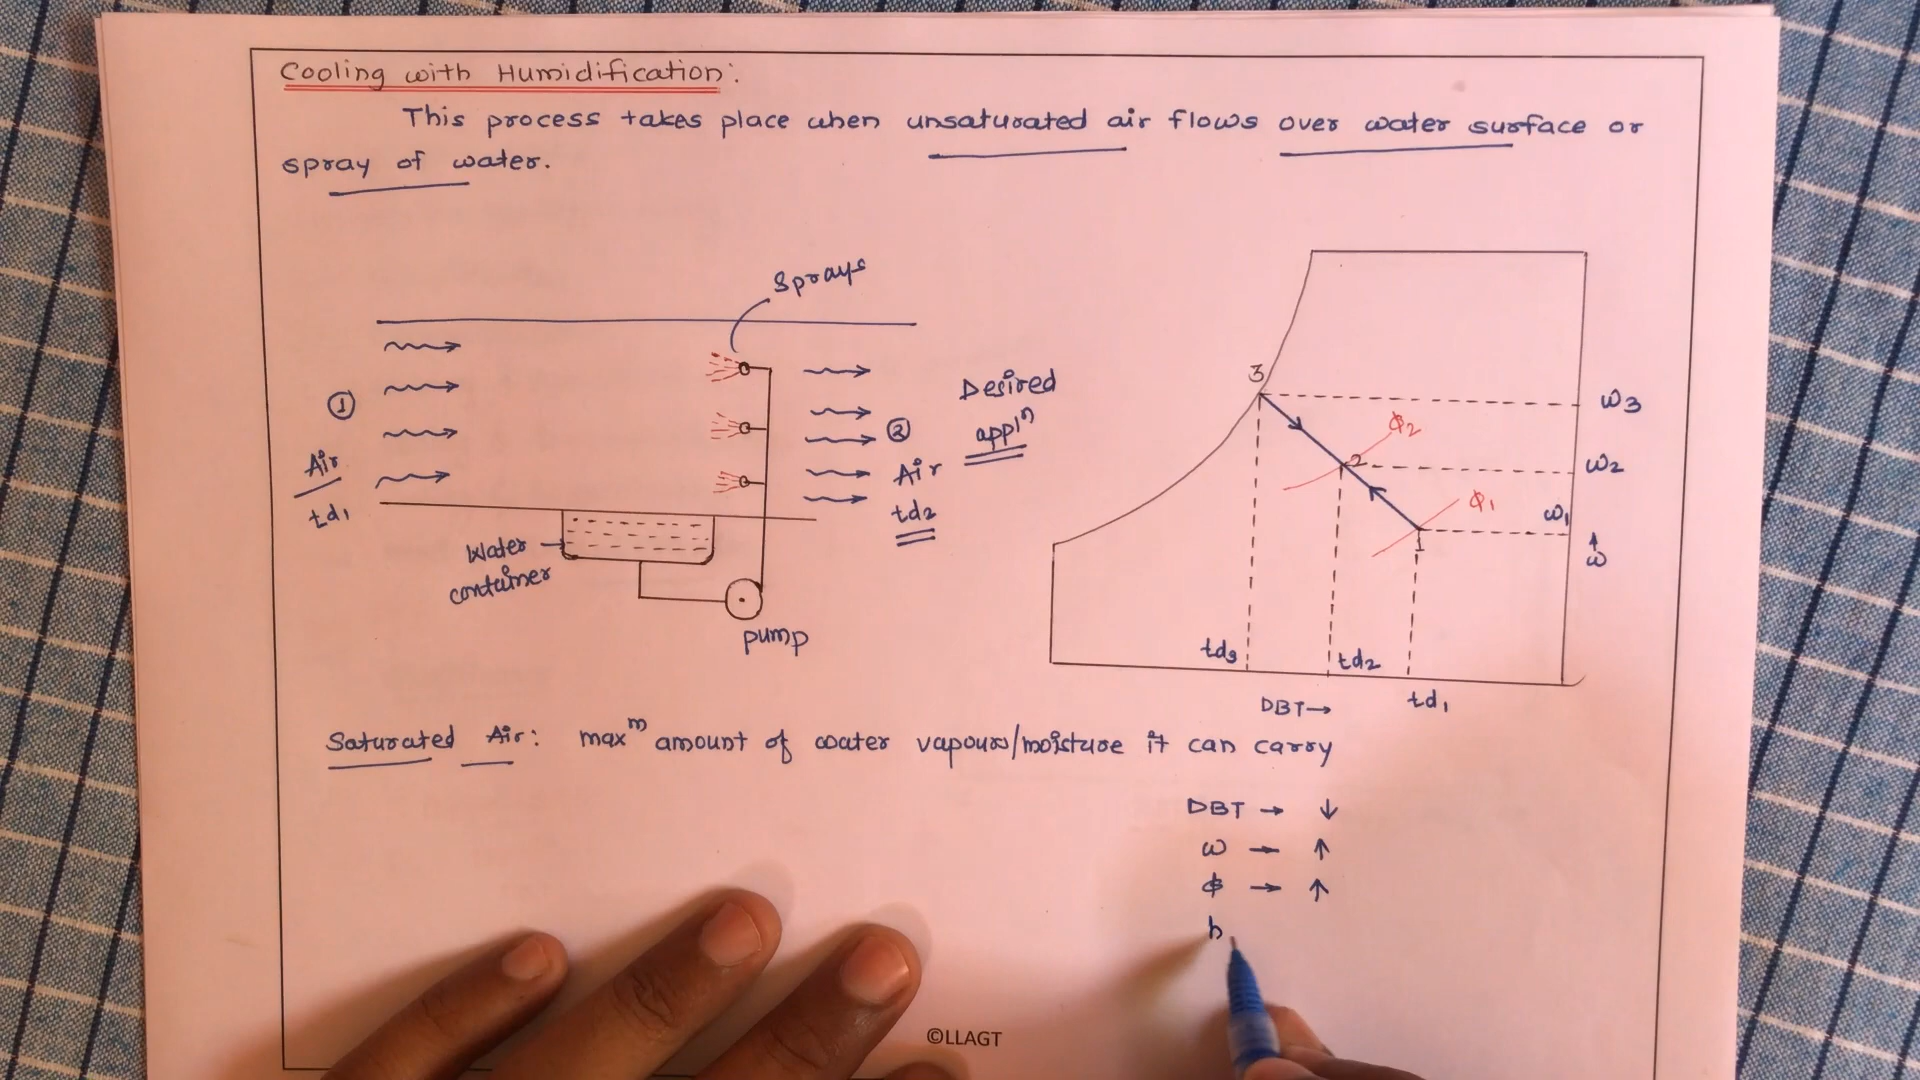 Cooling with Humidification:
This process takes place when unsaturated air flows over water surface or
spray of water.
Sprays
1
Air
td1
2
Air
td2
Desired
applⁿ
Water
container
pump
3
ϕ2
2
ϕ1
1
ω3
ω2
ω1
ω
td3
td2
td1
DBT→
Saturated Air: maxᵐ amount of water vapour/moisture it can carry
DBT → ↓
ω → ↑
ϕ → ↑
h
©LLAGT